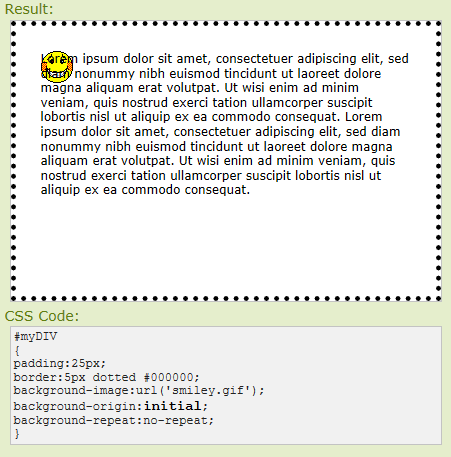 Result:
Lorem ipsum dolor sit amet, consectetuer adipiscing elit, sed
diam nonummy nibh euismod tincidunt ut laoreet dolore
magna aliquam erat volutpat. Ut wisi enim ad minim
veniam, quis nostrud exerci tation ullamcorper suscipit
lobortis nisl ut aliquip ex ea commodo consequat. Lorem
ipsum dolor sit amet, consectetuer adipiscing elit, sed diam
nonummy nibh euismod tincidunt ut laoreet dolore magna
aliquam erat volutpat. Ut wisi enim ad minim veniam, quis
nostrud exerci tation ullamcorper suscipit lobortis nisl ut
aliquip ex ea commodo consequat.
CSS Code:
#myDIV
{
padding:25px;
border:5px dotted #000000;
background-image:url('smiley.gif');
background-origin:initial;
background-repeat:no-repeat;
}